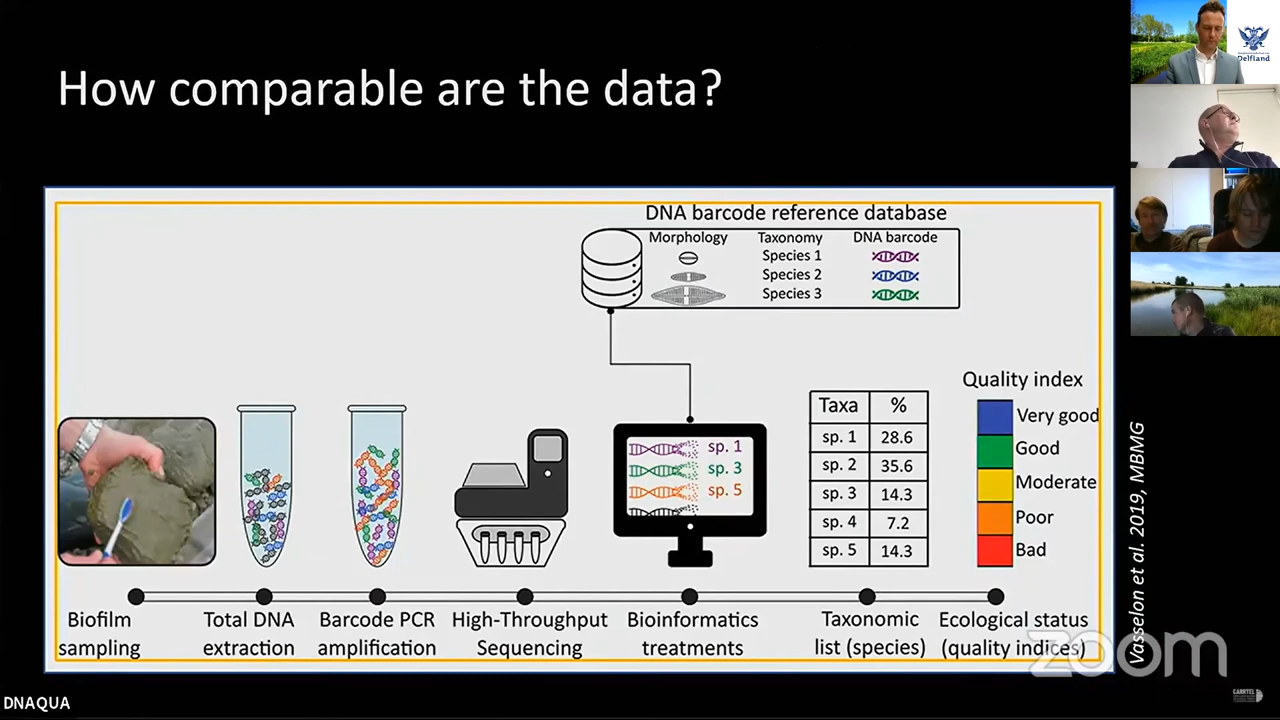 How comparable are the data?
Delfland
DNA barcode reference database
Morphology Taxonomy DNA barcode
Species 1
Species 2
Species 3
sp. 1
sp. 3
sp. 5
Taxa %
sp. 1 28.6
sp. 2 35.6
sp. 3 14.3
sp. 4 7.2
sp. 5 14.3
Quality index
Very good
Good
Moderate
Poor
Bad
Biofilm
sampling
Total DNA
extraction
Barcode PCR
amplification
High-Throughput
Sequencing
Bioinformatics
treatments
Taxonomic
list (species)
Ecological status
(quality indices)
Vasselon et al. 2019, MBMG
zoom
DNAQUA
CARRTEL